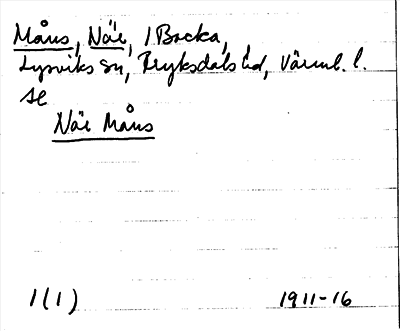 Måns, Näe, i Backa,
Lysviks sn, Fryksdals hd, Värml. l.
se
Näe Måns
1(1) 1911-16